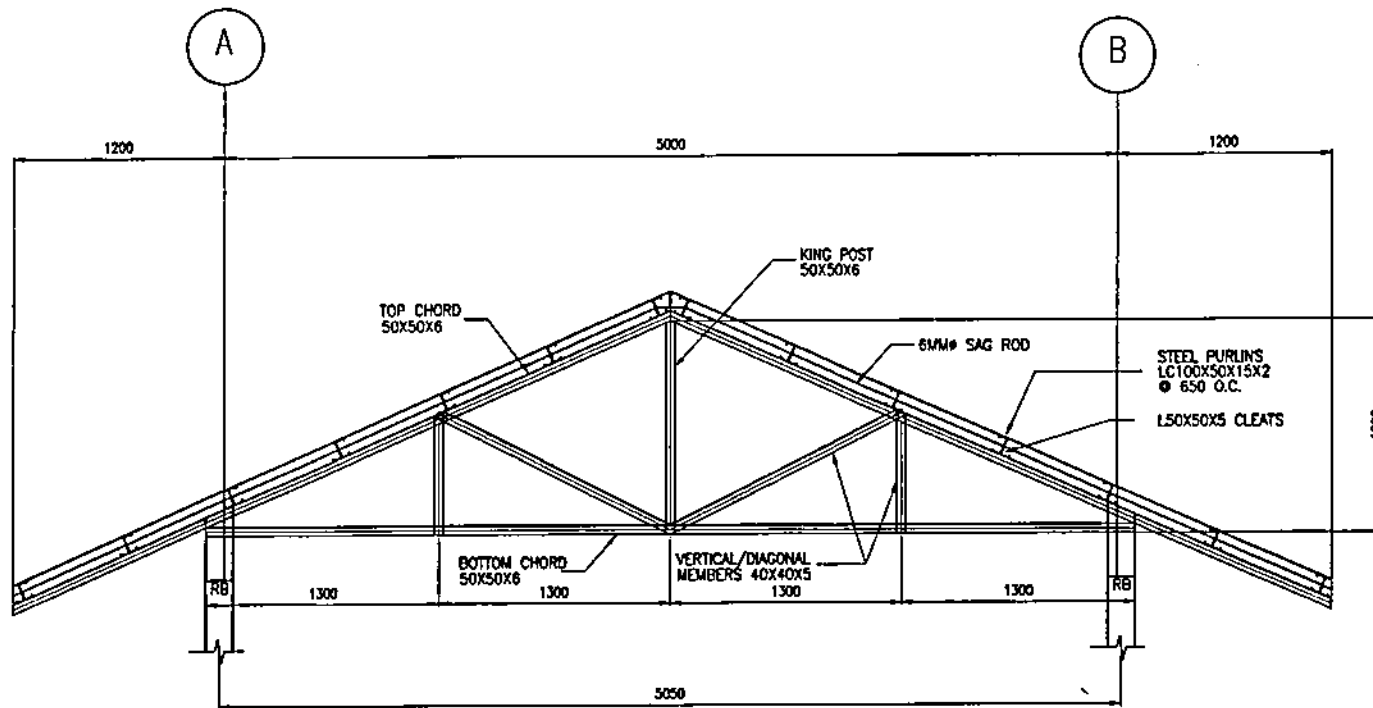 A
B
1200
5000
1200
KING POST
50X50X6
TOP CHORD
50X50X6
6MMø SAG ROD
STEEL PURLINS
LC100X50X15X2
@ 650 O.C.
L50X50X5 CLEATS
BOTTOM CHORD
50X50X6
VERTICAL/DIAGONAL
MEMBERS 40X40X5
RB
RB
1300
1300
1300
1300
5050